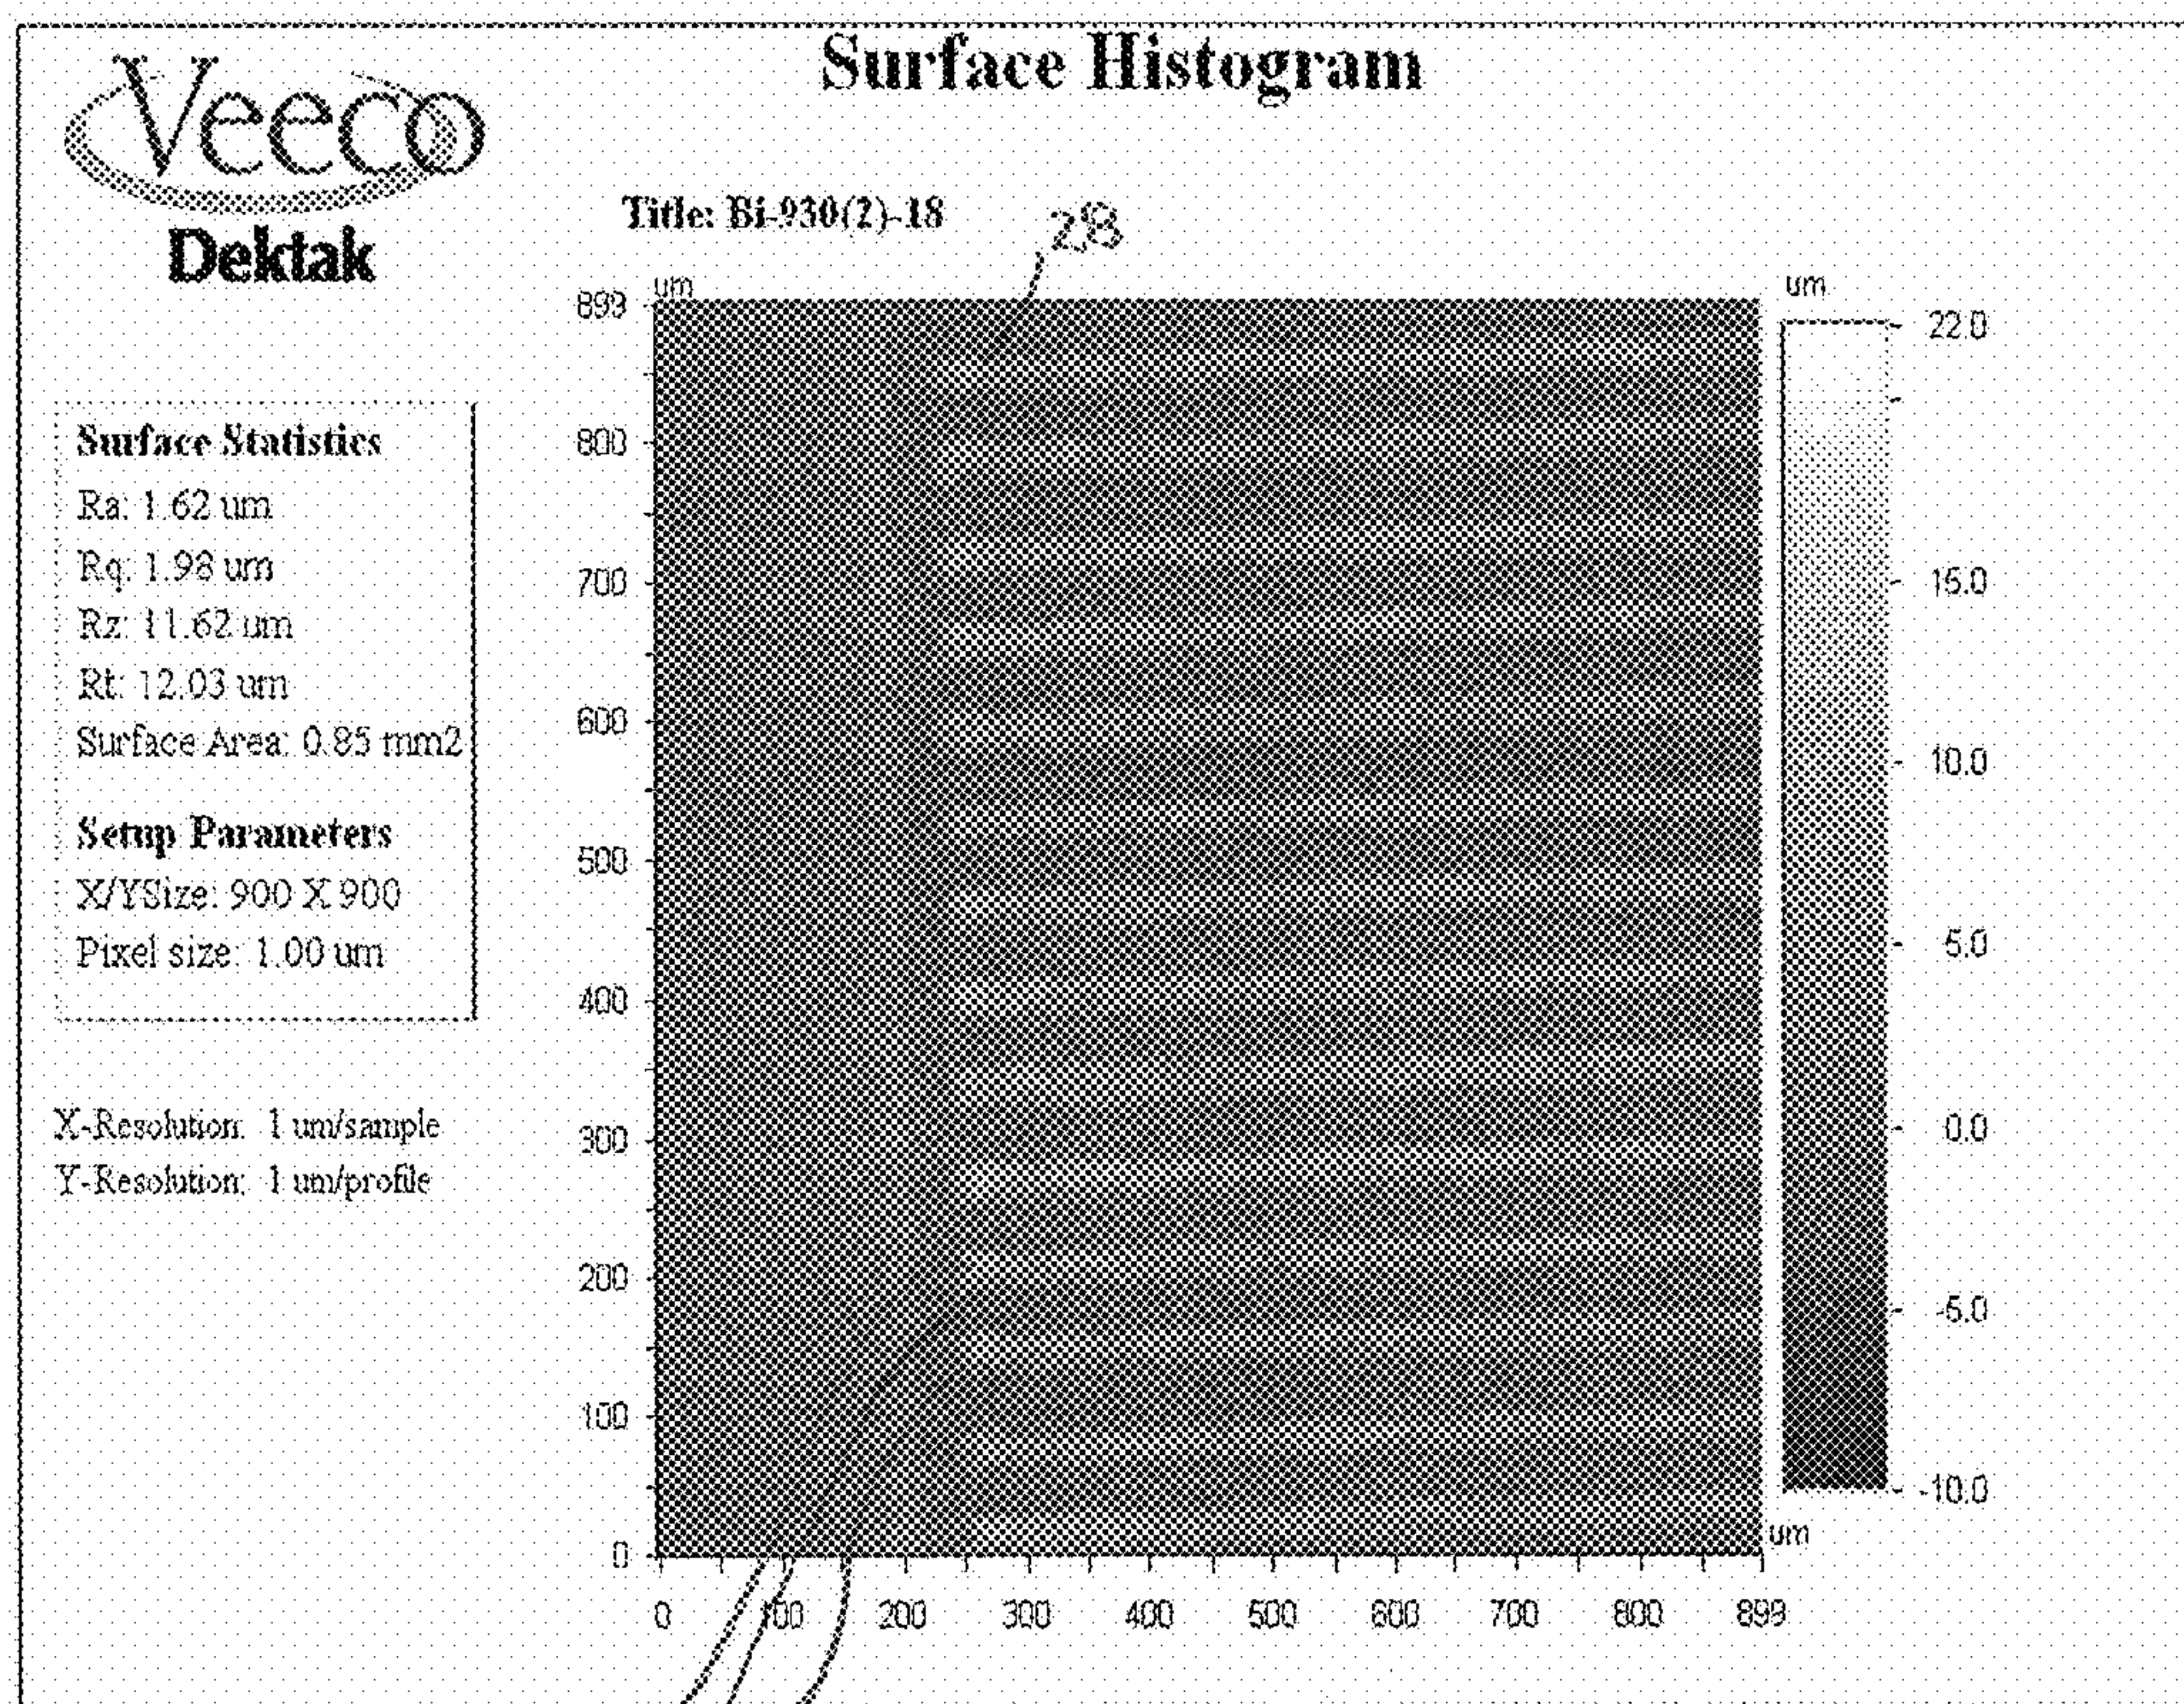 Surface Histogram
Veeco
Dektak
Title: Bi-930(2)-18
28
Surface Statistics
Ra: 1.62 um
Rq: 1.98 um
Rz: 11.62 um
Rt: 12.03 um
Surface Area: 0.85 mm2
Setup Parameters
X/YSize: 900 X 900
Pixel size: 1.00 um
X-Resolution: 1 um/sample
Y-Resolution: 1 um/profile
um
899
800
700
600
500
400
300
200
100
0
0 100 200 300 400 500 600 700 800 899
um
um
22.0
15.0
10.0
5.0
0.0
-5.0
-10.0